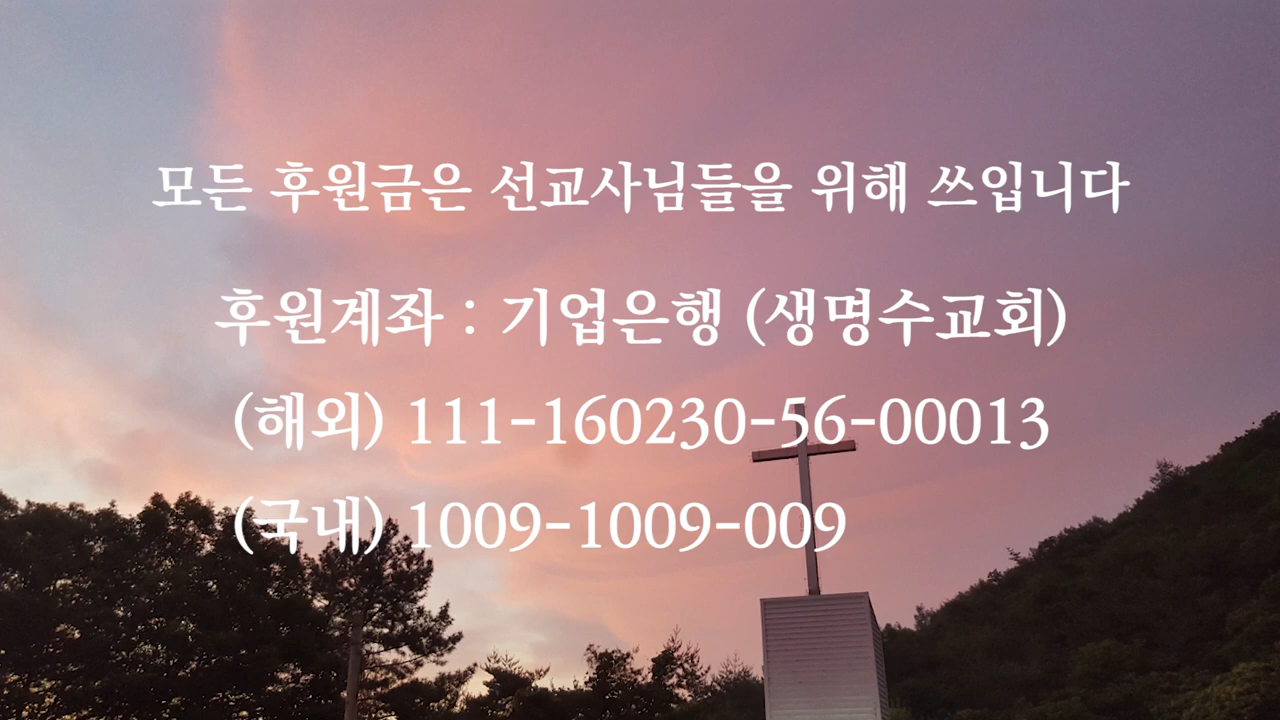 모든 후원금은 선교사님들을 위해 쓰입니다
후원계좌 : 기업은행 (생명수교회)
(해외) 111-160230-56-00013
(국내) 1009-1009-009